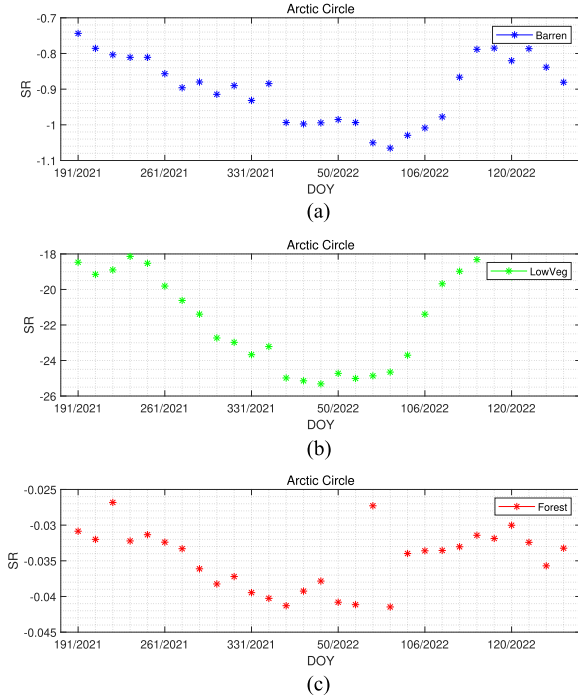 Arctic Circle
-0.7
-0.8
-0.9
-1
-1.1
SR
Barren
191/2021 261/2021 331/2021 50/2022 106/2022 120/2022
DOY
(a)
Arctic Circle
-18
-20
-22
-24
-26
SR
LowVeg
191/2021 261/2021 331/2021 50/2022 106/2022 120/2022
DOY
(b)
Arctic Circle
-0.025
-0.03
-0.035
-0.04
-0.045
SR
Forest
191/2021 261/2021 331/2021 50/2022 106/2022 120/2022
DOY
(c)